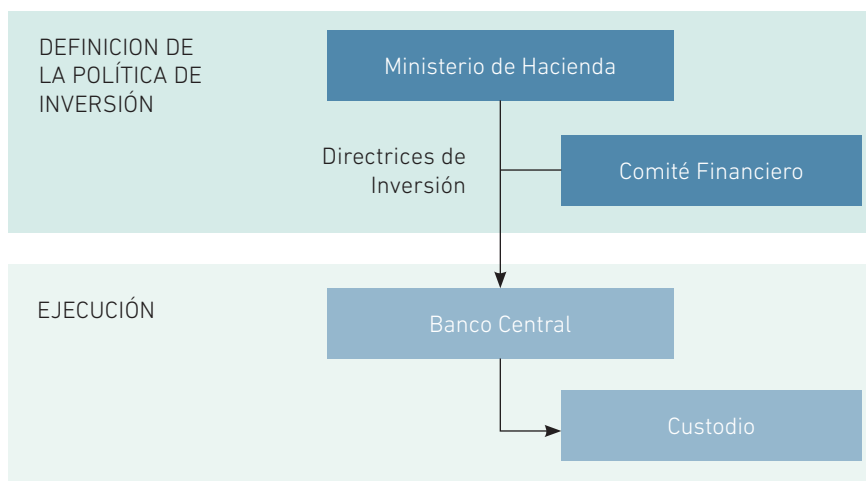 DEFINICION DE
LA POLÍTICA DE
INVERSIÓN
Ministerio de Hacienda
Directrices de
Inversión
Comité Financiero
EJECUCIÓN
Banco Central
Custodio